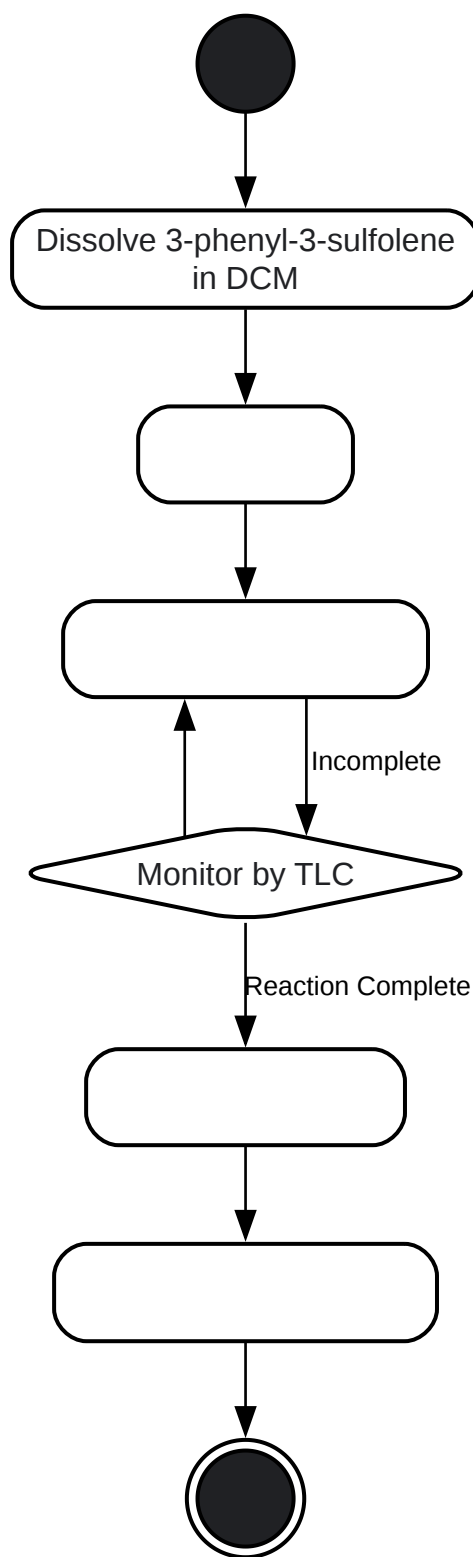 Dissolve 3-phenyl-3-sulfolene
in DCM
Incomplete
Monitor by TLC
Reaction Complete